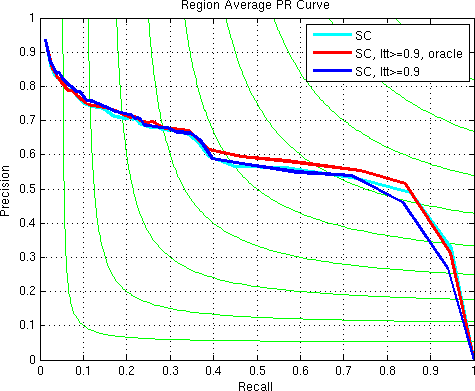 Region Average PR Curve
SC
SC, ltt>=0.9, oracle
SC, ltt>=0.9
Precision
1
0.9
0.8
0.7
0.6
0.5
0.4
0.3
0.2
0.1
0
0 0.1 0.2 0.3 0.4 0.5 0.6 0.7 0.8 0.9
Recall